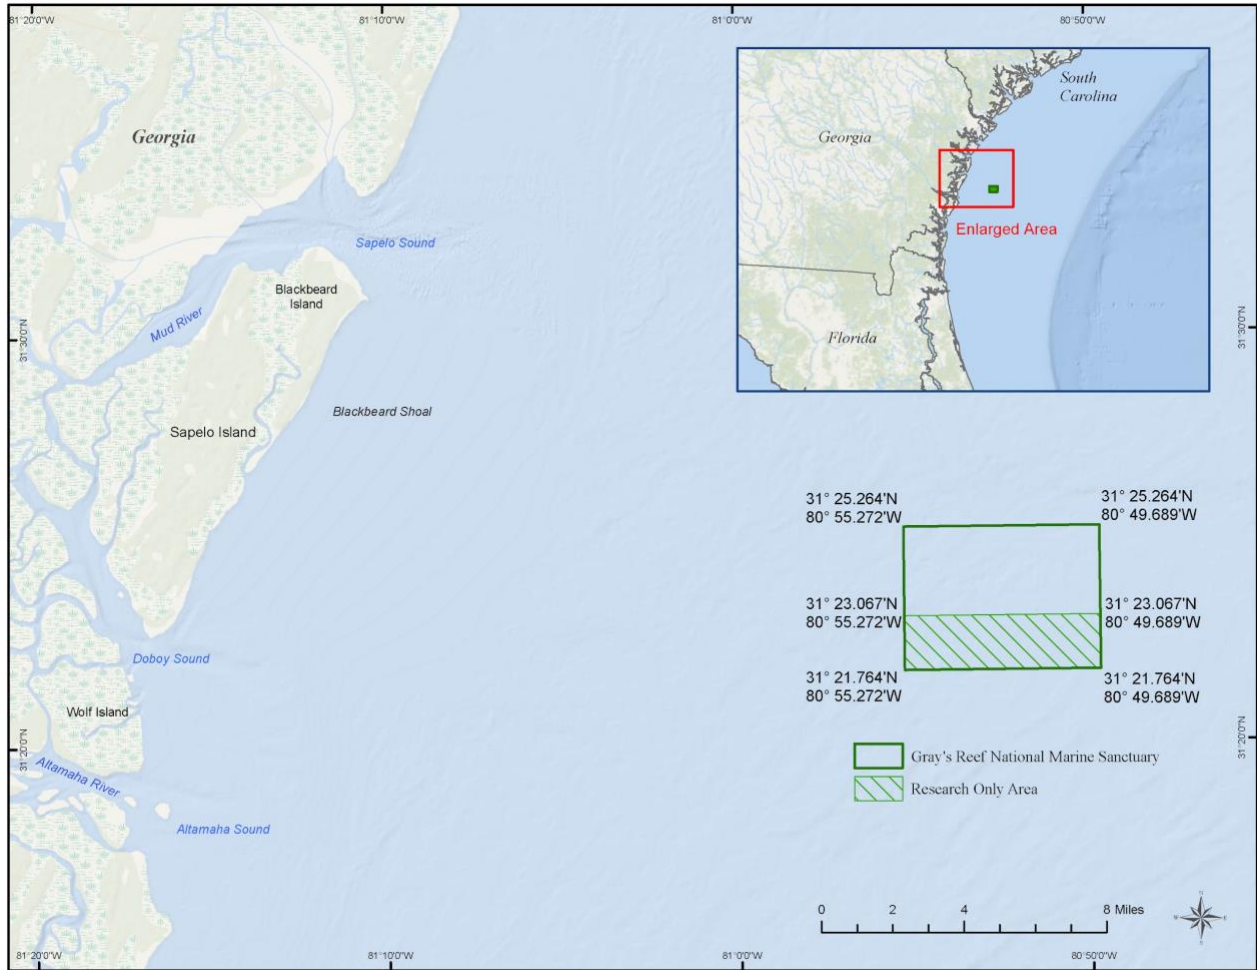 81°20'0"W
81°10'0"W
81°0'0"W
80°50'0"W
South
Carolina
Georgia
Georgia
Enlarged Area
Florida
Sapelo Sound
Blackbeard
Island
Mud River
31°30'0"N
31°30'0"N
Blackbeard Shoal
Sapelo Island
31° 25.264'N
80° 55.272'W
31° 25.264'N
80° 49.689'W
31° 23.067'N
80° 55.272'W
31° 23.067'N
80° 49.689'W
31° 21.764'N
80° 55.272'W
31° 21.764'N
80° 49.689'W
Doboy Sound
Wolf Island
31°20'0"N
31°20'0"N
Altamaha River
Altamaha Sound
Gray's Reef National Marine Sanctuary
Research Only Area
0 2 4 8 Miles
N
W E
S
81°20'0"W
81°10'0"W
81°0'0"W
80°50'0"W